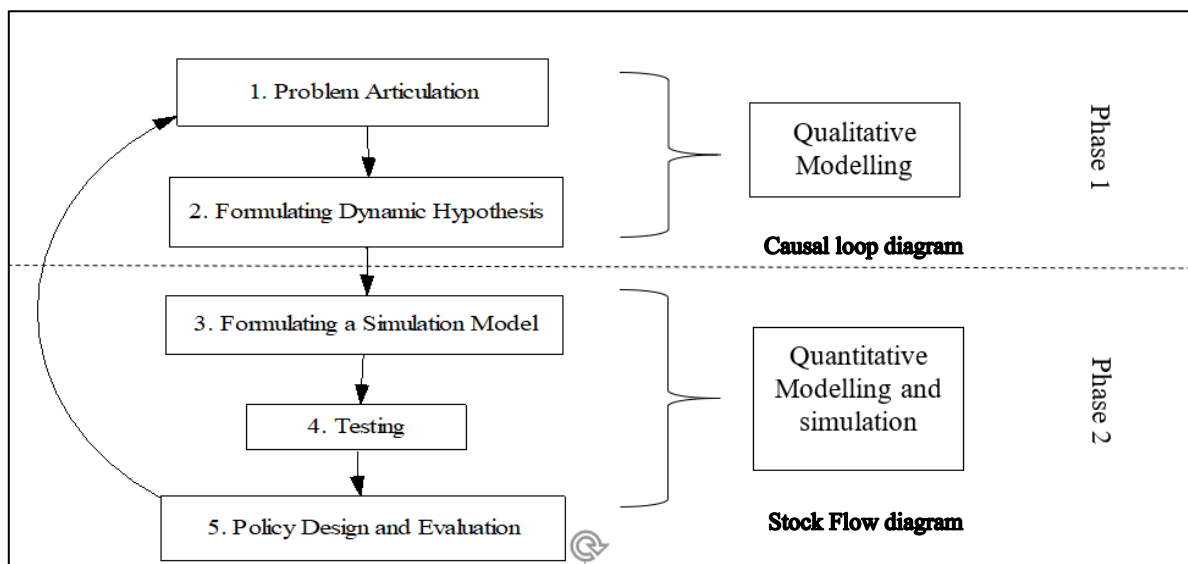 1. Problem Articulation
2. Formulating Dynamic Hypothesis
Qualitative
Modelling
Causal loop diagram
Phase 1
3. Formulating a Simulation Model
4. Testing
5. Policy Design and Evaluation
Quantitative
Modelling and
simulation
Stock Flow diagram
Phase 2